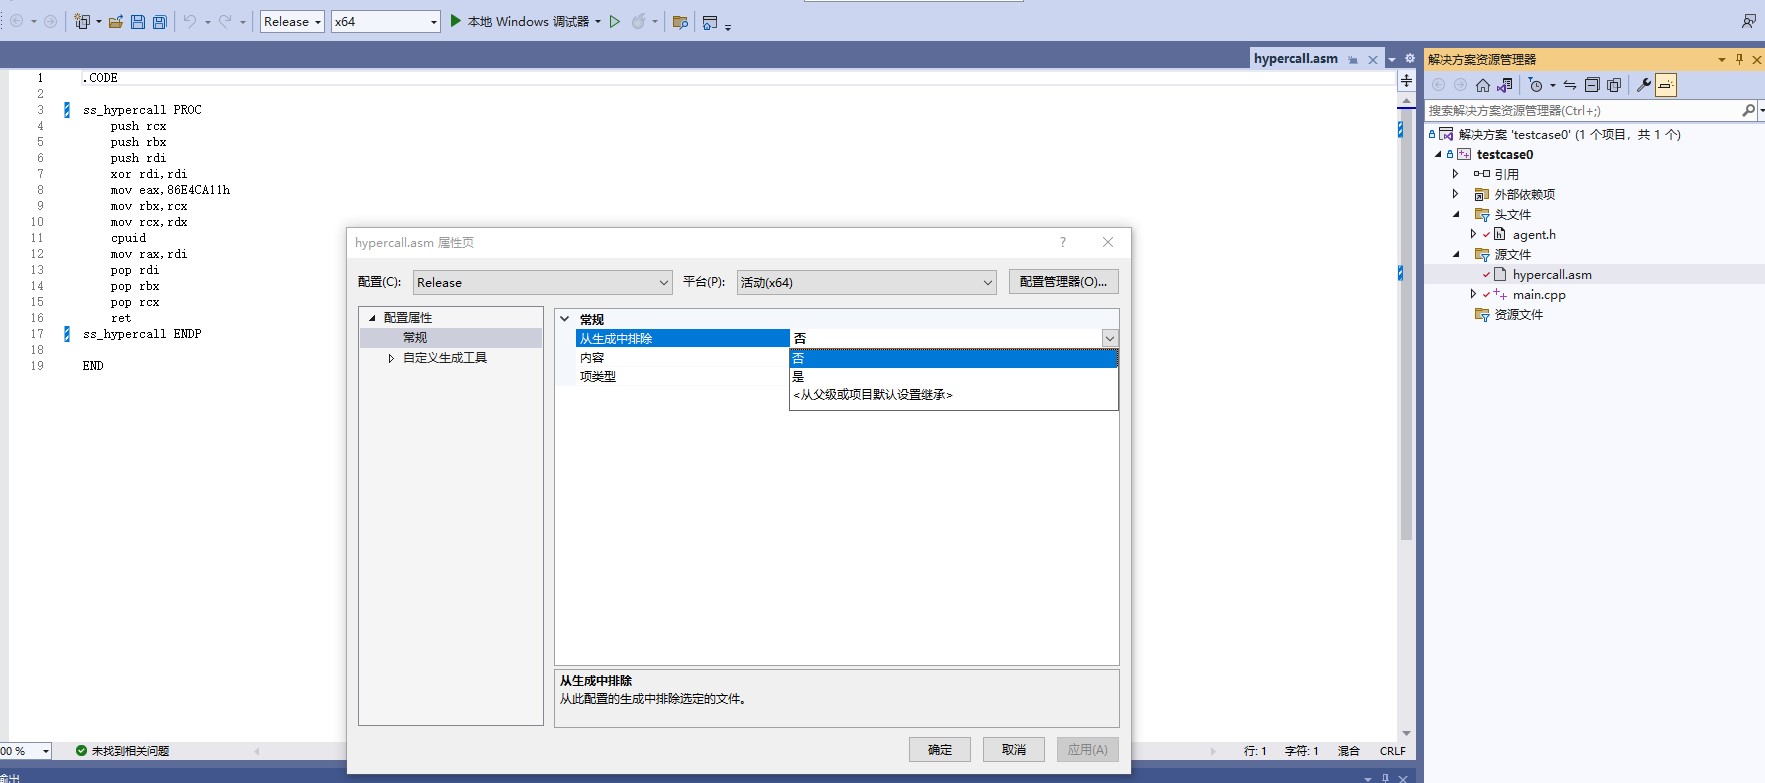 Release
x64
本地 Windows 调试器
hypercall.asm
解决方案资源管理器
搜索解决方案资源管理器(Ctrl+;)
解决方案 'testcase0' (1 个项目，共 1 个)
testcase0
引用
外部依赖项
头文件
agent.h
源文件
hypercall.asm
main.cpp
资源文件
1 .CODE
2
3 ss_hypercall PROC
4 push rcx
5 push rbx
6 push rdi
7 xor rdi,rdi
8 mov eax,86E4CA11h
9 mov rbx,rcx
10 mov rcx,rdx
11 cpuid
12 mov rax,rdi
13 pop rdi
14 pop rbx
15 pop rcx
16 ret
17 ss_hypercall ENDP
18
19 END
hypercall.asm 属性页
?
配置(C):
Release
平台(P):
活动(x64)
配置管理器(O)...
配置属性
常规
自定义生成工具
常规
从生成中排除 否
内容 否
项类型 是
<从父级或项目默认设置继承>
从生成中排除
从此配置的生成中排除选定的文件。
确定
取消
应用(A)
00 %
未找到相关问题
行: 1
字符: 1
混合
CRLF
输出